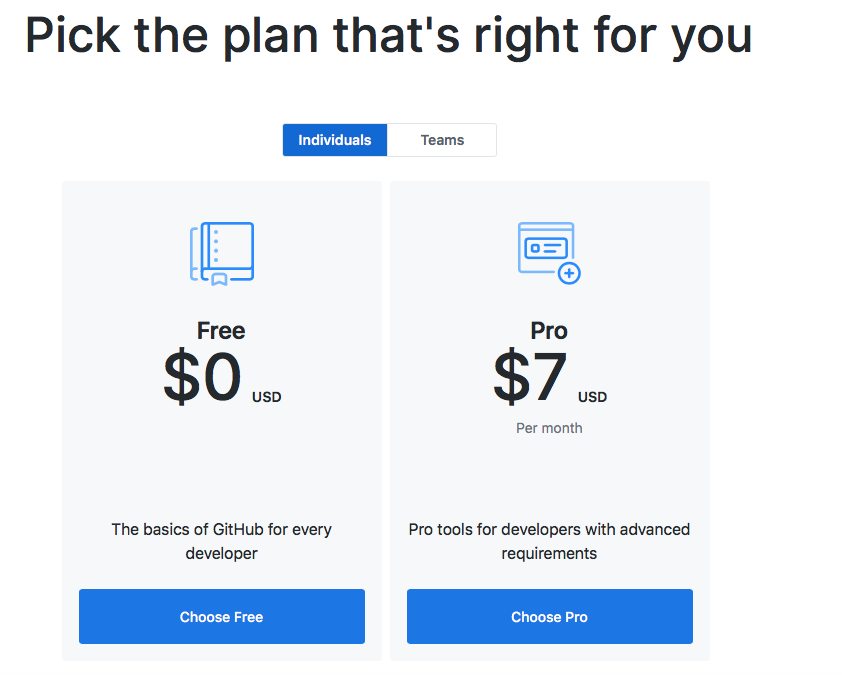 Pick the plan that's right for you
Individuals
Teams
Free
$0 USD
The basics of GitHub for every
developer
Choose Free
Pro
$7 USD
Per month
Pro tools for developers with advanced
requirements
Choose Pro